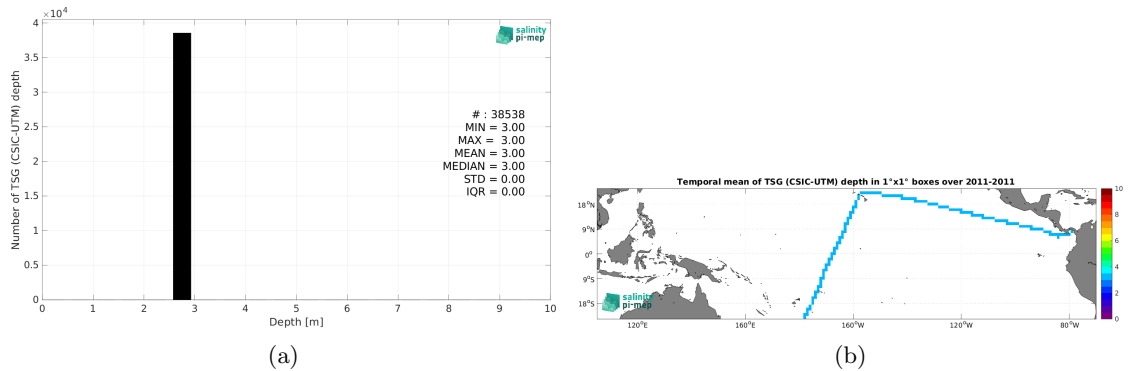 ×10⁴
4
3.5
3
2.5
2
1.5
1
0.5
0
Number of TSG (CSIC-UTM) depth
salinity
pi-mep
# : 38538
MIN = 3.00
MAX = 3.00
MEAN = 3.00
MEDIAN = 3.00
STD = 0.00
IQR = 0.00
0 1 2 3 4 5 6 7 8 9 10
Depth [m]
(a)
Temporal mean of TSG (CSIC-UTM) depth in 1°x1° boxes over 2011-2011
18°N
9°N
0°
9°S
18°S
salinity
pi-mep
120°E 160°E 160°W 120°W 80°W
10
8
6
4
2
0
(b)